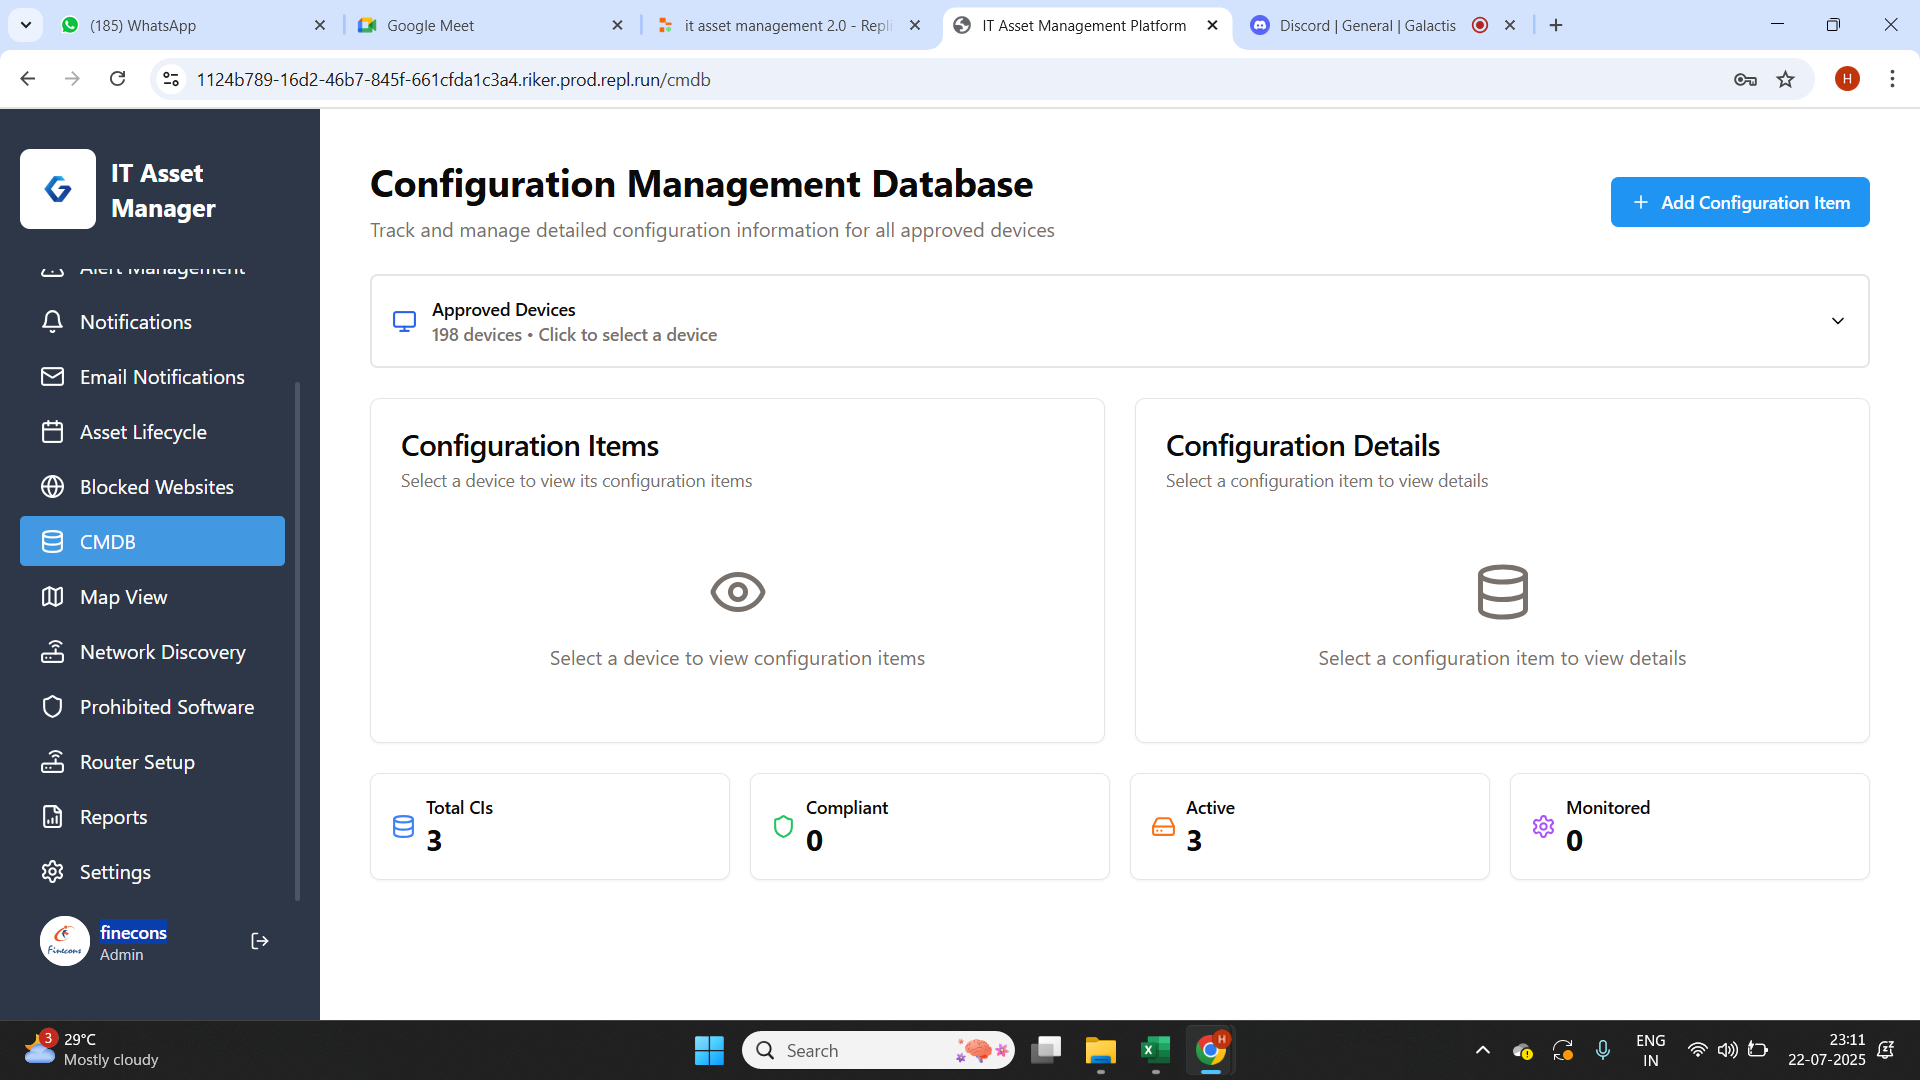 (185) WhatsApp
Google Meet
it asset management 2.0 - Repli
IT Asset Management Platform
Discord | General | Galactis
1124b789-16d2-46b7-845f-661cfda1c3a4.riker.prod.repl.run/cmdb
H
IT Asset
Manager
Alert Management
Notifications
Email Notifications
Asset Lifecycle
Blocked Websites
CMDB
Map View
Network Discovery
Prohibited Software
Router Setup
Reports
Settings
Finecons
finecons
Admin
Configuration Management Database
Track and manage detailed configuration information for all approved devices
+ Add Configuration Item
Approved Devices
198 devices • Click to select a device
Configuration Items
Select a device to view its configuration items
Select a device to view configuration items
Configuration Details
Select a configuration item to view details
Select a configuration item to view details
Total CIs
3
Compliant
0
Active
3
Monitored
0
3
29°C
Mostly cloudy
Search
H
ENG
IN
23:11
22-07-2025